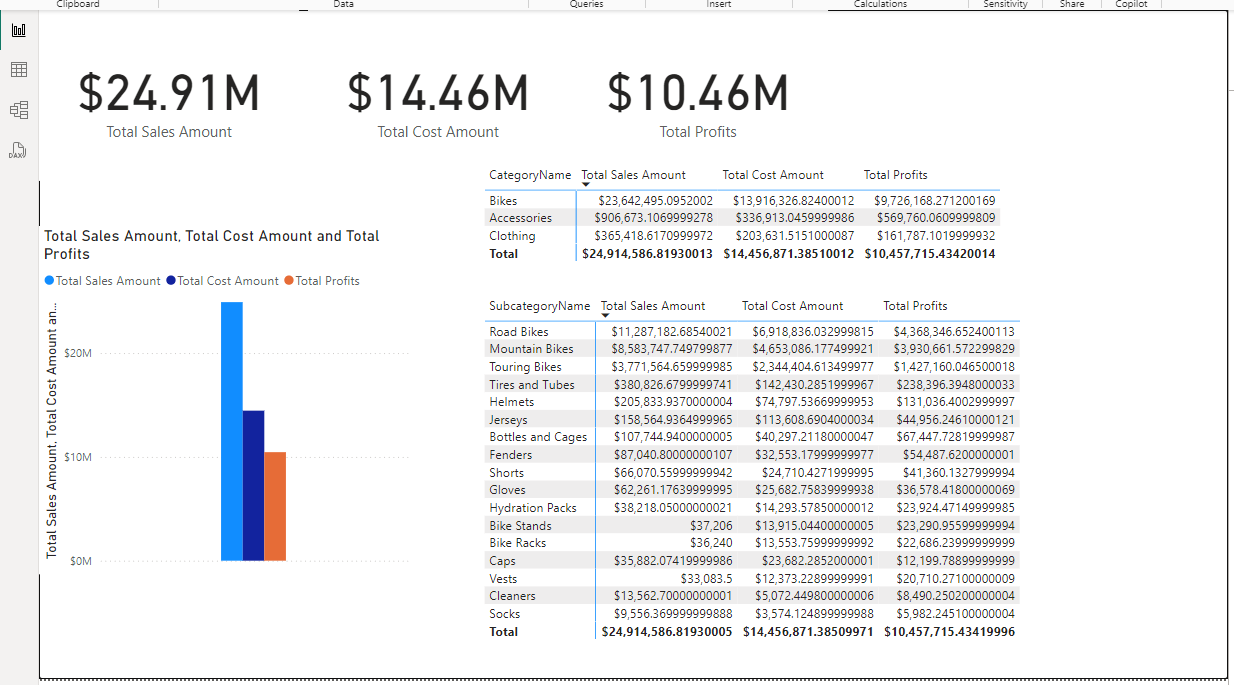 Clipboard Data Queries Insert Calculations Sensitivity Share Copilot
DAX
$24.91M $14.46M $10.46M
Total Sales Amount Total Cost Amount Total Profits
CategoryName Total Sales Amount Total Cost Amount Total Profits
Bikes $23,642,495.0952002 $13,916,326.82400012 $9,726,168.271200169
Accessories $906,673.1069999278 $336,913.0459999986 $569,760.0609999809
Clothing $365,418.6170999972 $203,631.5151000087 $161,787.1019999932
Total $24,914,586.81930013 $14,456,871.38510012 $10,457,715.43420014
Total Sales Amount, Total Cost Amount and Total
Profits
Total Sales Amount Total Cost Amount Total Profits
Total Sales Amount, Total Cost Amount an...
$20M
$10M
$0M
SubcategoryName Total Sales Amount Total Cost Amount Total Profits
Road Bikes $11,287,182.68540021 $6,918,836.032999815 $4,368,346.652400113
Mountain Bikes $8,583,747.749799877 $4,653,086.177499921 $3,930,661.572299829
Touring Bikes $3,771,564.659999985 $2,344,404.613499977 $1,427,160.046500018
Tires and Tubes $380,826.6799999741 $142,430.2851999967 $238,396.3948000033
Helmets $205,833.9370000004 $74,797.53669999953 $131,036.4002999997
Jerseys $158,564.9364999965 $113,608.6904000034 $44,956.24610000121
Bottles and Cages $107,744.9400000005 $40,297.21180000047 $67,447.72819999987
Fenders $87,040.80000000107 $32,553.17999999977 $54,487.6200000001
Shorts $66,070.55999999942 $24,710.4271999995 $41,360.1327999994
Gloves $62,261.17639999995 $25,682.75839999938 $36,578.41800000069
Hydration Packs $38,218.05000000021 $14,293.57850000012 $23,924.47149999985
Bike Stands $37,206 $13,915.04400000005 $23,290.95599999994
Bike Racks $36,240 $13,553.75999999992 $22,686.23999999999
Caps $35,882.07419999986 $23,682.2852000001 $12,199.78899999999
Vests $33,083.5 $12,373.22899999991 $20,710.27100000009
Cleaners $13,562.70000000001 $5,072.449800000006 $8,490.250200000004
Socks $9,556.369999999888 $3,574.124899999988 $5,982.245100000004
Total $24,914,586.81930005 $14,456,871.38509971 $10,457,715.43419996